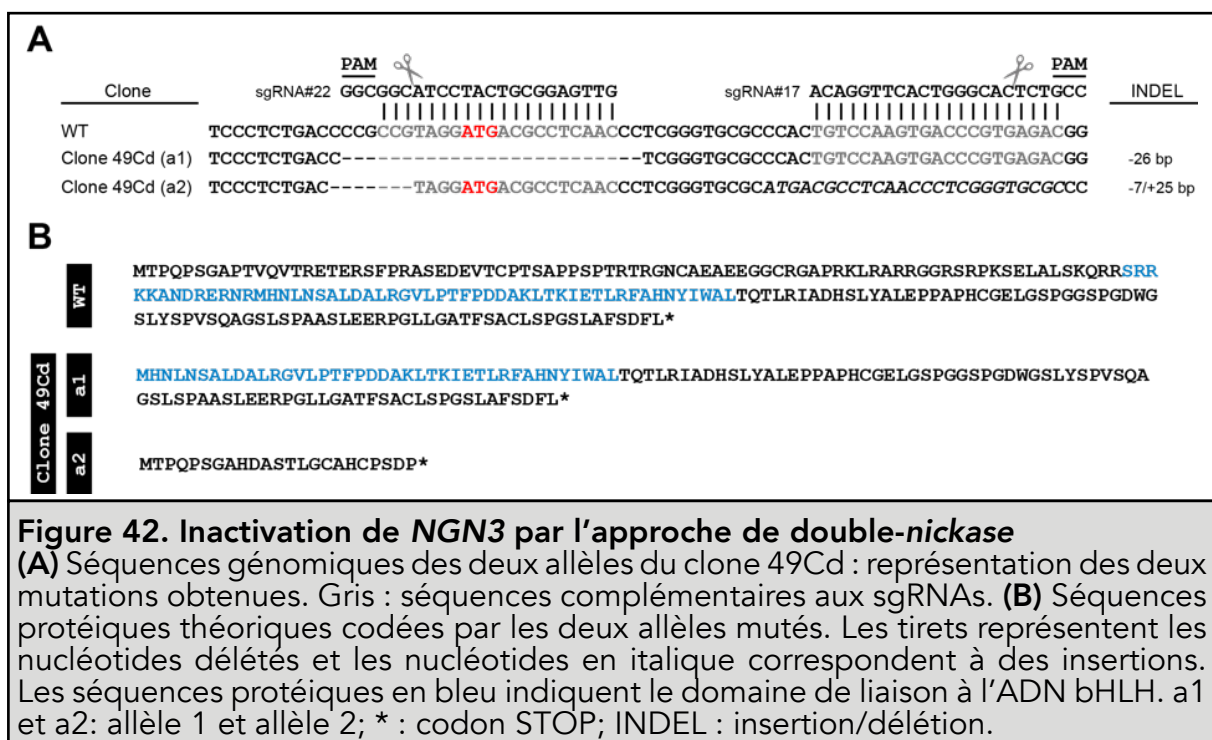 A
PAM PAM
Clone sgRNA#22 GGCGGCATCCTACTGCGGAGTTG sgRNA#17 ACAGGTTCACTGGGCACTCTGCC INDEL
WT TCCCTCTGACCCCGCCCGTAGGATGACGCCTCAACCCTCGGGTGCGCCCACTGTCCAAGTGACCCGTGAGACGG
Clone 49Cd (a1) TCCCTCTGACC--------------------------TCGGGTGCGCCCACTGTCCAAGTGACCCGTGAGACGG -26 bp
Clone 49Cd (a2) TCCCTCTGAC-------TAGGATGACGCCTCAACCCTCGGGTGCGCATGACGCCTCAACCCTCGGGTGCGCCC -7/+25 bp
B
WT
MTPQPSGAPTVQVTRETERSFPRASEDEVTCPTSAPPSPTRTRGNCAEAEEGGCRGAPRKLRARRGGRSRPKSELALSKQRRSRR
KKANDRERNRMHNLNSALDALRGVLPTFPDDAKLTKIETLRFAHNYIWALTQTLRIADHSLYALEPPAPHCGELGSPGGSPGDWG
SLYSPVSQAGSLSPAASLEERPGLLGATFSACLSPGSLAFSDFL*
Clone 49Cd
a1
MHNLNSALDALRGVLPTFPDDAKLTKIETLRFAHNYIWALTQTLRIADHSLYALEPPAPHCGELGSPGGSPGDWGSLYSPVSQA
GSLSPAASLEERPGLLGATFSACLSPGSLAFSDFL*
a2
MTPQPSGAHDASTLGCAHCPSDP*
Figure 42. Inactivation de NGN3 par l'approche de double-nickase
(A) Séquences génomiques des deux allèles du clone 49Cd : représentation des deux
mutations obtenues. Gris : séquences complémentaires aux sgRNAs. (B) Séquences
protéiques théoriques codées par les deux allèles mutés. Les tirets représentent les
nucléotides délétés et les nucléotides en italique correspondent à des insertions.
Les séquences protéiques en bleu indiquent le domaine de liaison à l'ADN bHLH. a1
et a2: allèle 1 et allèle 2; * : codon STOP; INDEL : insertion/délétion.